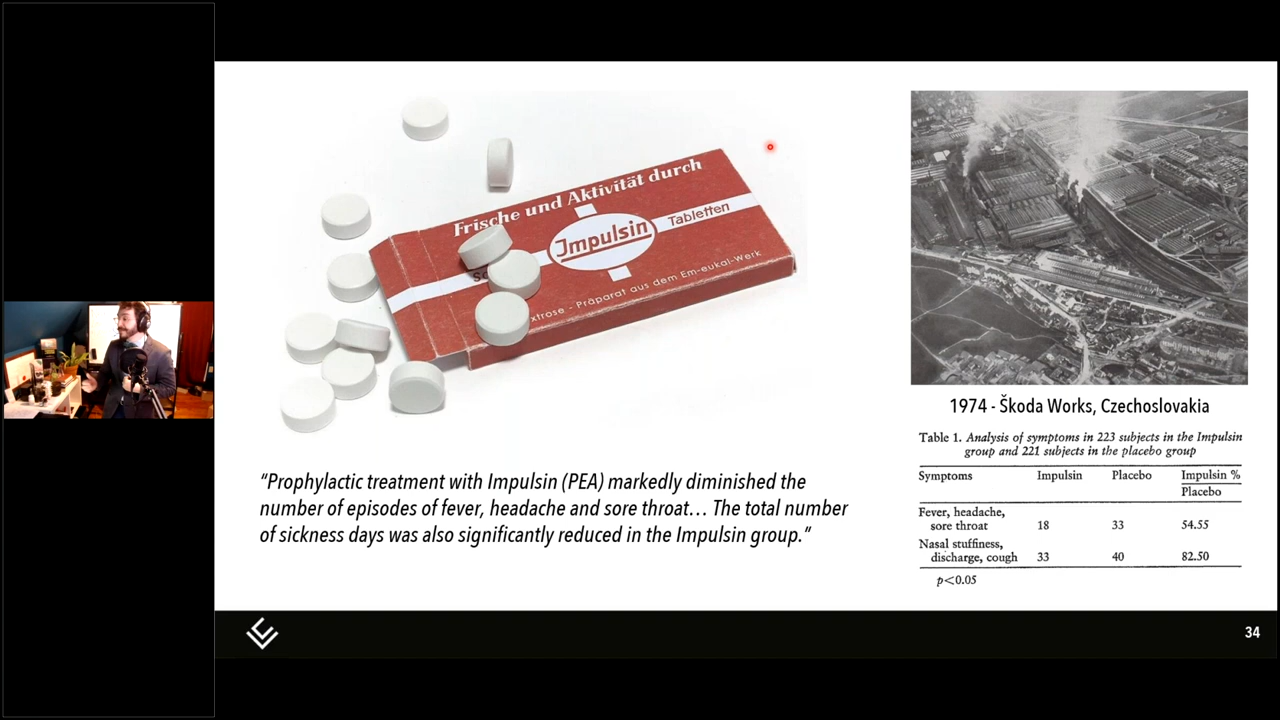 Frische und Aktivität durch
Impulsin
Tabletten
xtrose - Präparat aus dem Em-eukal-Werk
"Prophylactic treatment with Impulsin (PEA) markedly diminished the
number of episodes of fever, headache and sore throat… The total number
of sickness days was also significantly reduced in the Impulsin group."
1974 - Škoda Works, Czechoslovakia
Table 1. Analysis of symptoms in 223 subjects in the Impulsin
group and 221 subjects in the placebo group
Symptoms Impulsin Placebo Impulsin %
Placebo
Fever, headache,
sore throat 18 33 54.55
Nasal stuffiness,
discharge, cough 33 40 82.50
p<0.05
34